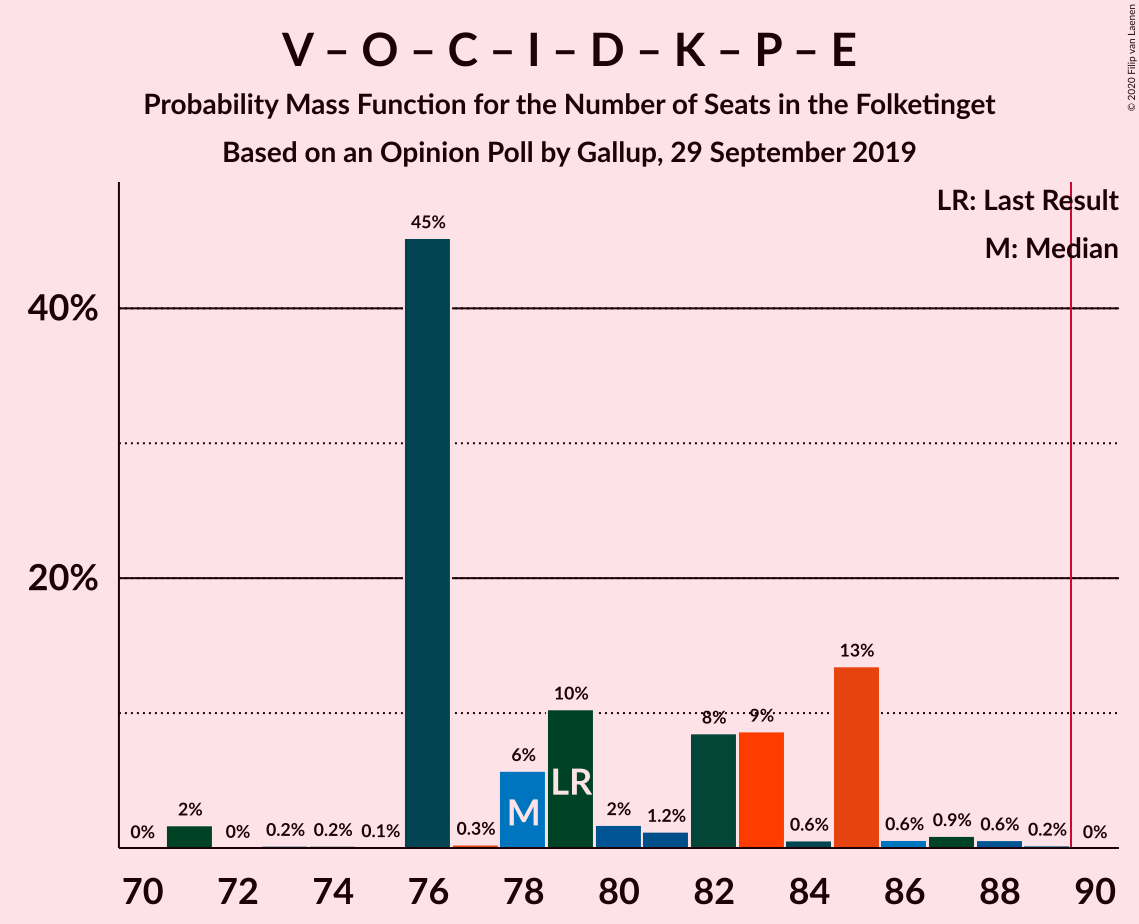 V – O – C – I – D – K – P – E
Probability Mass Function for the Number of Seats in the Folketinget
Based on an Opinion Poll by Gallup, 29 September 2019
© 2020 Filip van Laenen
LR: Last Result
M: Median
45%
40%
20%
13%
10%
9%
8%
6%
2%
2%
1.2%
0.9%
0% 0% 0.2% 0.2% 0.1% 0.3% 0.6% 0.6% 0.6% 0.2% 0%
LR
M
70 72 74 76 78 80 82 84 86 88 90